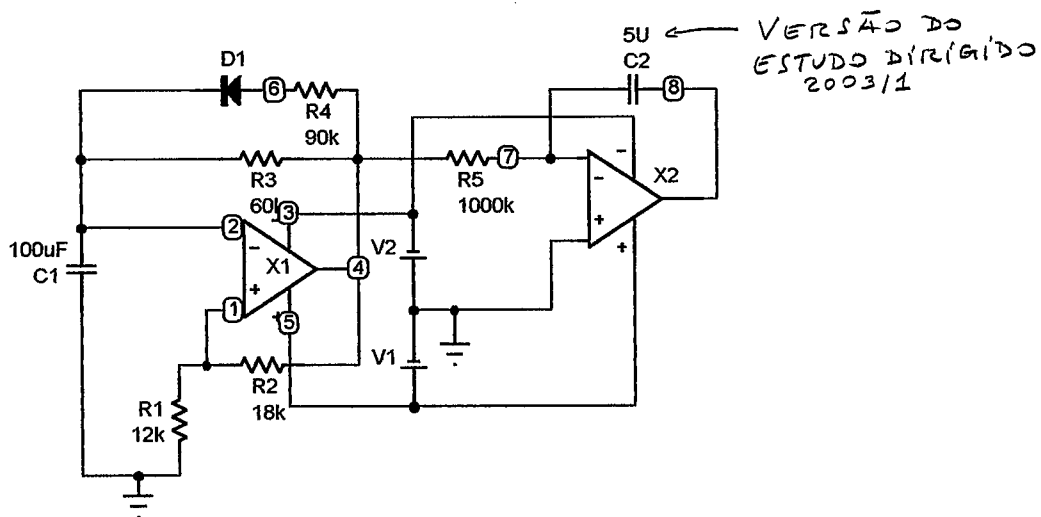 5U
VERSÃO DO
ESTUDO DIRIGIDO
2003/1
C2
8
D1
6
R4
90k
R3
60k
7
R5
1000k
X2
2
3
100uF
C1
X1
4
V2
1
5
V1
R2
18k
R1
12k